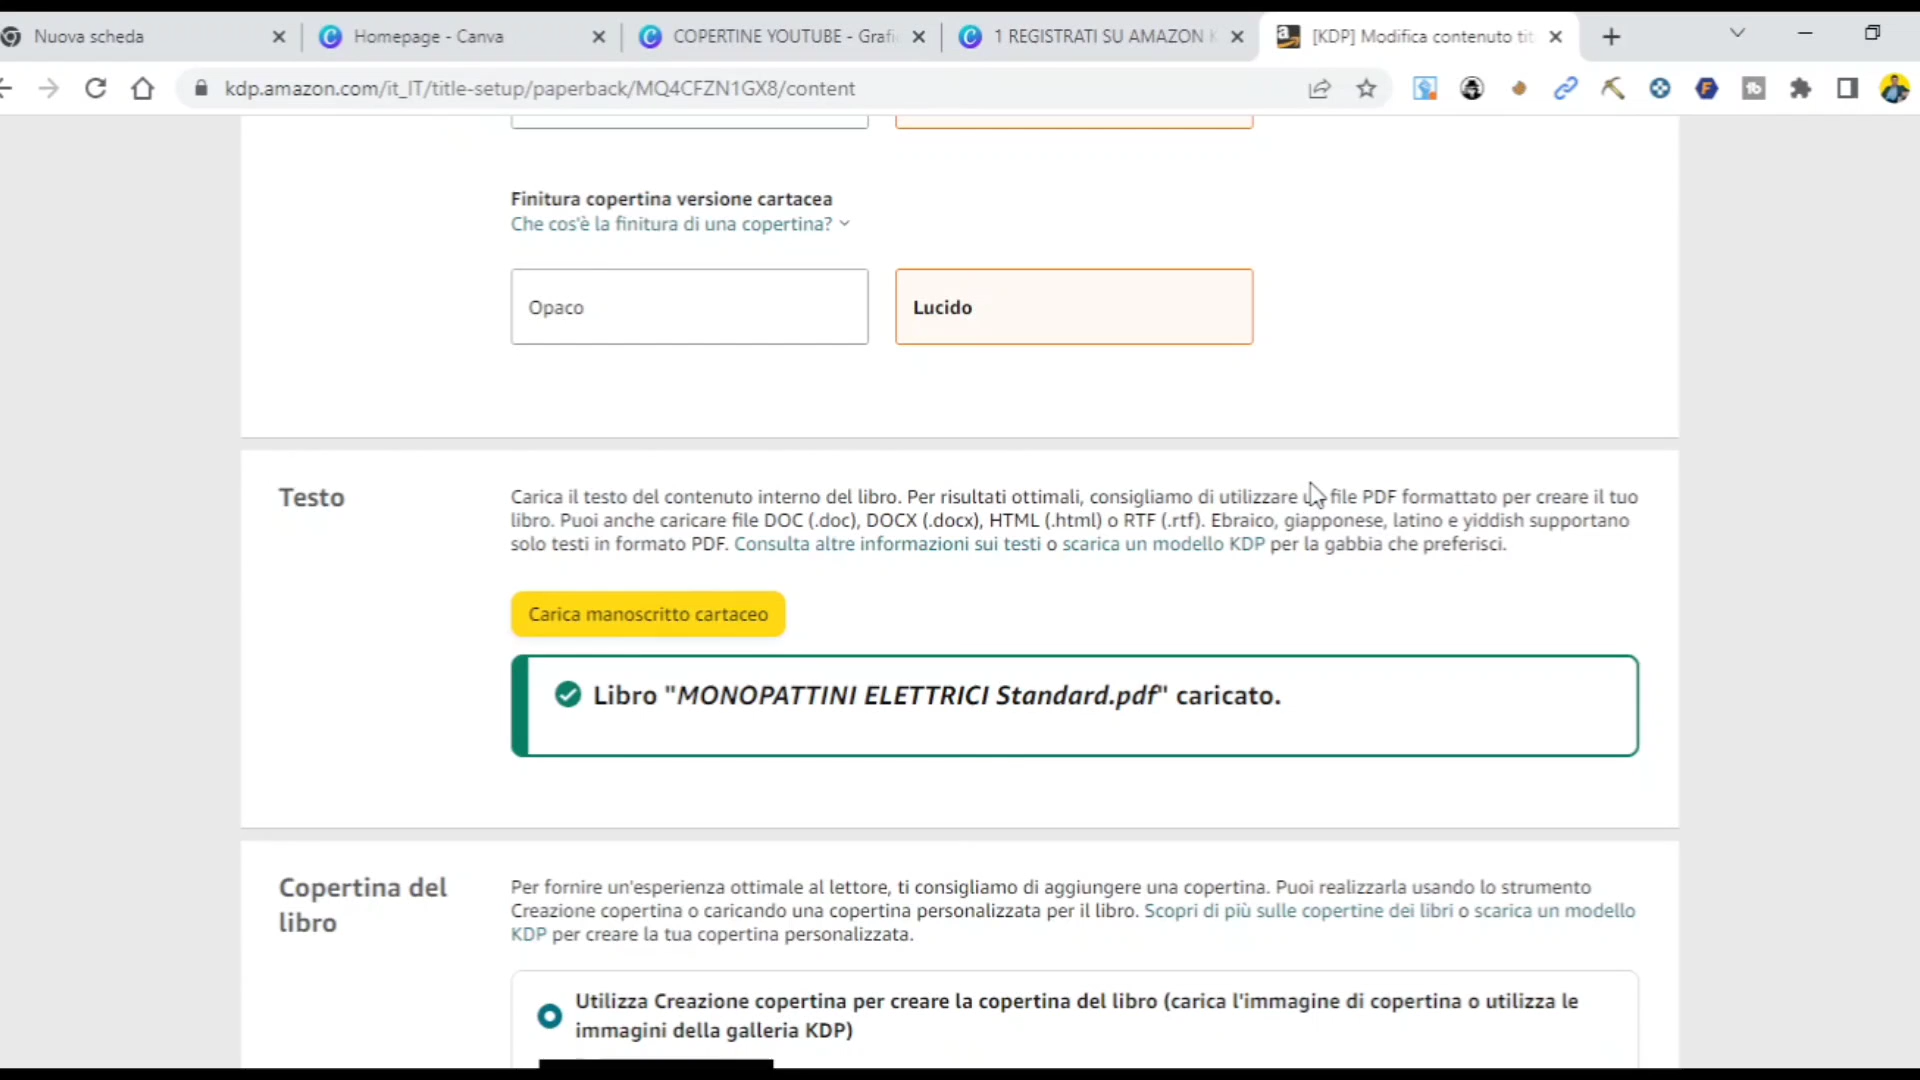 Nuova scheda
Homepage - Canva
COPERTINE YOUTUBE - Grafi
1 REGISTRATI SU AMAZON K
[KDP] Modifica contenuto tit
kdp.amazon.com/it_IT/title-setup/paperback/MQ4CFZN1GX8/content
Finitura copertina versione cartacea
Che cos'è la finitura di una copertina?
Opaco
Lucido
Testo
Carica il testo del contenuto interno del libro. Per risultati ottimali, consigliamo di utilizzare un file PDF formattato per creare il tuo
libro. Puoi anche caricare file DOC (.doc), DOCX (.docx), HTML (.html) o RTF (.rtf). Ebraico, giapponese, latino e yiddish supportano
solo testi in formato PDF. Consulta altre informazioni sui testi o scarica un modello KDP per la gabbia che preferisci.
Carica manoscritto cartaceo
Libro "MONOPATTINI ELETTRICI Standard.pdf" caricato.
Copertina del
libro
Per fornire un'esperienza ottimale al lettore, ti consigliamo di aggiungere una copertina. Puoi realizzarla usando lo strumento
Creazione copertina o caricando una copertina personalizzata per il libro. Scopri di più sulle copertine dei libri o scarica un modello
KDP per creare la tua copertina personalizzata.
Utilizza Creazione copertina per creare la copertina del libro (carica l'immagine di copertina o utilizza le
immagini della galleria KDP)